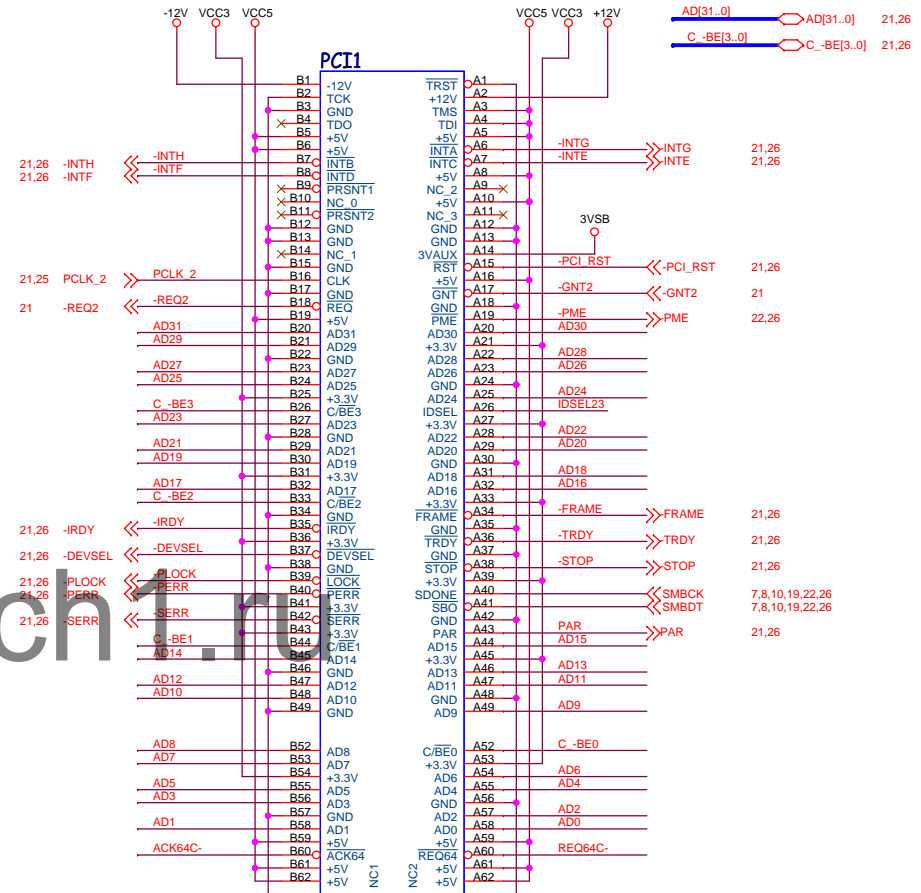 -12V VCC3 VCC5 VCC5 VCC3 +12V
AD[31..0] AD[31..0] 21,26
C_-BE[3..0] C_-BE[3..0] 21,26
PCI1
B1 -12V TRST A1
B2 TCK +12V A2
B3 GND TMS A3
B4 TDO TDI A4
B5 +5V +5V A5
B6 +5V INTA A6 -INTG INTG 21,26
21,26 -INTH -INTH B7 INTB INTC A7 -INTE INTE 21,26
21,26 -INTF -INTF B8 INTD +5V A8
B9 PRSNT1 NC_2 A9
B10 NC_0 +5V A10
B11 PRSNT2 NC_3 A11
B12 GND GND A12
3VSB
B13 GND GND A13
B14 NC_1 3VAUX A14
B15 GND RST A15 -PCI_RST -PCI_RST 21,26
21,25 PCLK_2 PCLK_2 B16 CLK +5V A16
B17 GND GNT A17 -GNT2 -GNT2 21
21 -REQ2 -REQ2 B18 REQ GND A18
B19 +5V PME A19 -PME -PME 22,26
AD31 B20 AD31 AD30 A20 AD30
AD29 B21 AD29 +3.3V A21
B22 GND AD28 A22 AD28
AD27 B23 AD27 AD26 A23 AD26
AD25 B24 AD25 GND A24
B25 +3.3V AD24 A25 AD24
C_-BE3 B26 C/BE3 IDSEL A26 IDSEL23
AD23 B27 AD23 +3.3V A27
B28 GND AD22 A28 AD22
AD21 B29 AD21 AD20 A29 AD20
AD19 B30 AD19 GND A30
B31 +3.3V AD18 A31 AD18
AD17 B32 AD17 AD16 A32 AD16
C_-BE2 B33 C/BE2 +3.3V A33
B34 GND FRAME A34 -FRAME -FRAME 21,26
21,26 -IRDY -IRDY B35 IRDY GND A35
B36 +3.3V TRDY A36 -TRDY -TRDY 21,26
21,26 -DEVSEL -DEVSEL B37 DEVSEL GND A37
B38 GND STOP A38 -STOP -STOP 21,26
21,26 -PLOCK -PLOCK B39 LOCK +3.3V A39
21,26 -PERR -PERR B40 PERR SDONE A40 SMBCK 7,8,10,19,22,26
B41 +3.3V SBO A41 SMBDT 7,8,10,19,22,26
21,26 -SERR -SERR B42 SERR GND A42
B43 +3.3V PAR A43 PAR PAR 21,26
C_-BE1 B44 C/BE1 AD15 A44 AD15
AD14 B45 AD14 +3.3V A45
B46 GND AD13 A46 AD13
AD12 B47 AD12 AD11 A47 AD11
AD10 B48 AD10 GND A48
B49 GND AD9 A49 AD9
AD8 B52 AD8 C/BE0 A52 C_-BE0
AD7 B53 AD7 +3.3V A53
B54 +3.3V AD6 A54 AD6
AD5 B55 AD5 AD4 A55 AD4
AD3 B56 AD3 GND A56
B57 GND AD2 A57 AD2
AD1 B58 AD1 AD0 A58 AD0
B59 +5V +5V A59
ACK64C- B60 ACK64 REQ64 A60 REQ64C-
B61 +5V +5V A61
B62 +5V +5V A62
NC1 NC2
ch1.ru